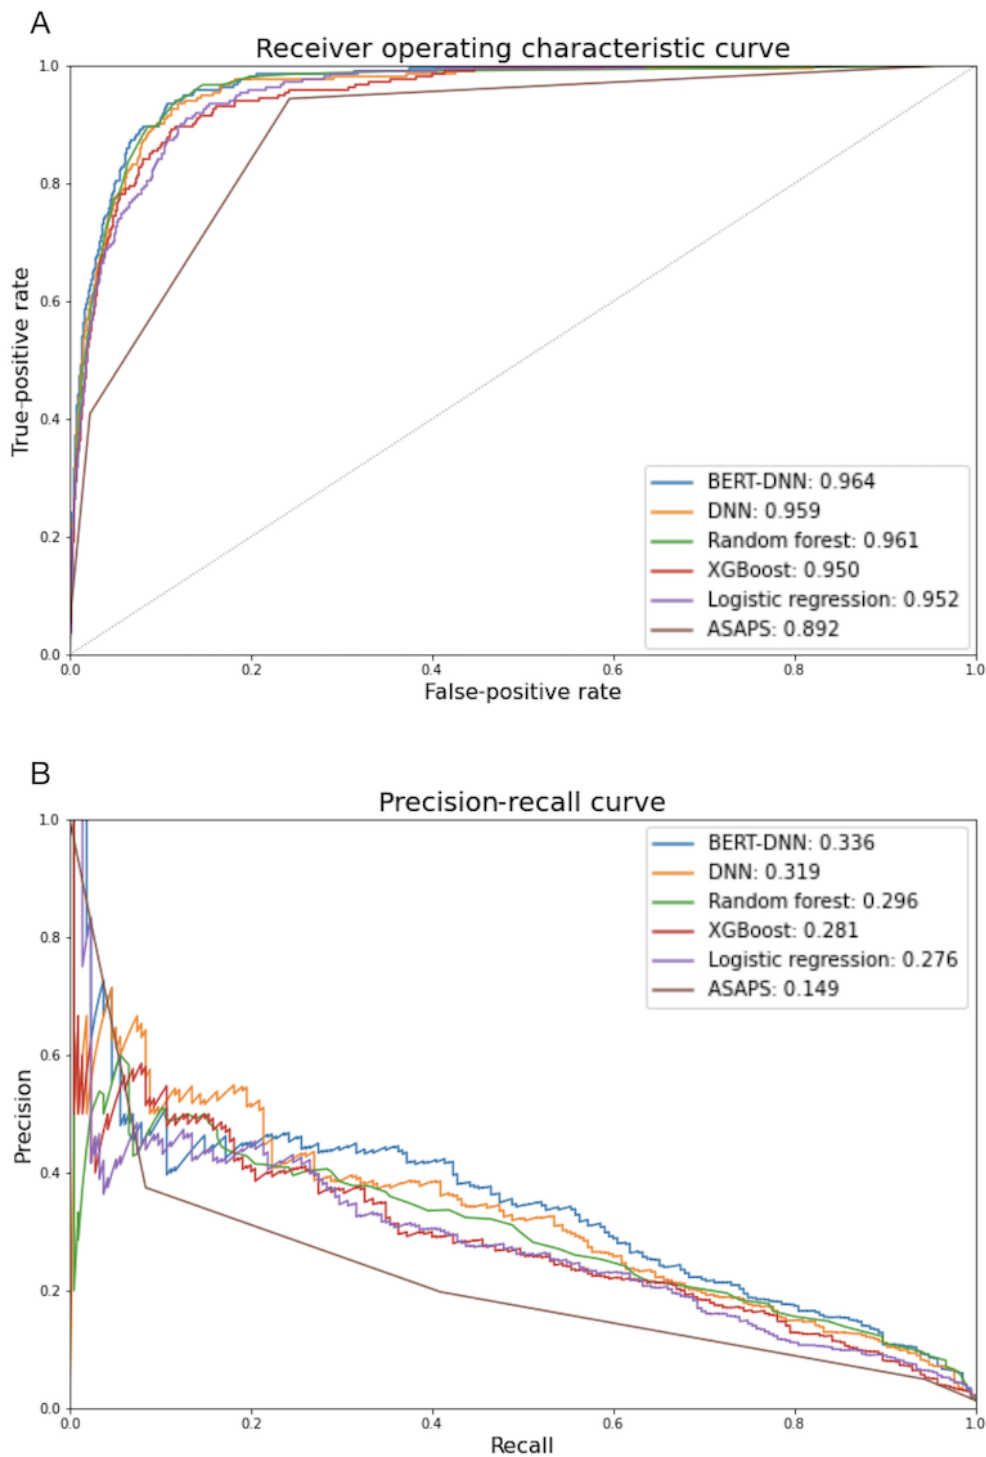 A
Receiver operating characteristic curve
1.0
0.8
0.6
0.4
0.2
0.0
True-positive rate
BERT-DNN: 0.964
DNN: 0.959
Random forest: 0.961
XGBoost: 0.950
Logistic regression: 0.952
ASAPS: 0.892
0.0 0.2 0.4 0.6 0.8 1.0
False-positive rate
B
Precision-recall curve
1.0
0.8
0.6
0.4
0.2
0.0
Precision
BERT-DNN: 0.336
DNN: 0.319
Random forest: 0.296
XGBoost: 0.281
Logistic regression: 0.276
ASAPS: 0.149
0.0 0.2 0.4 0.6 0.8 1.0
Recall